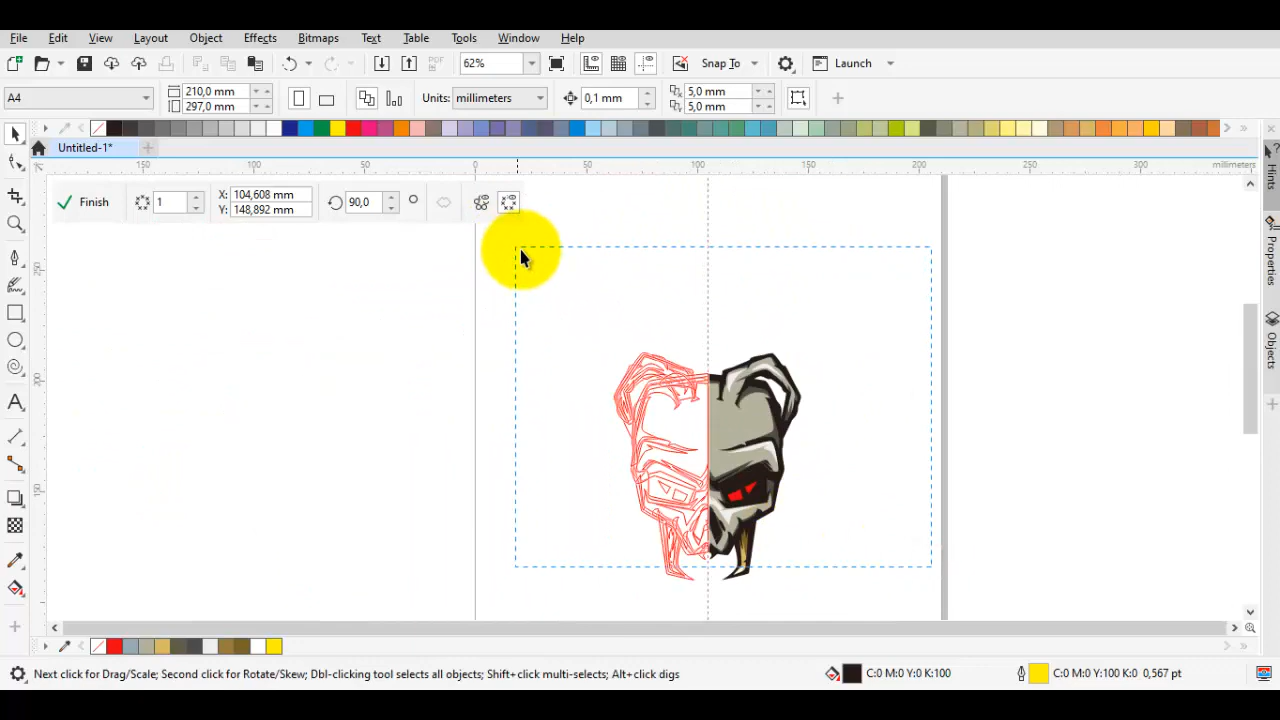 File Edit View Layout Object Effects Bitmaps Text Table Tools Window Help
62% PDF Snap To Launch
A4 210,0 mm 297,0 mm Units: millimeters 0,1 mm 5,0 mm 5,0 mm
Untitled-1*
150 100 50 0 50 100 150 200 250 300 millimeters
Finish 1 X: 104,608 mm Y: 148,892 mm 90,0 °
250
200
150
Hints
Properties
Objects
Next click for Drag/Scale; Second click for Rotate/Skew; Dbl-clicking tool selects all objects; Shift+click multi-selects; Alt+click digs C:0 M:0 Y:0 K:100 C:0 M:0 Y:100 K:0 0,567 pt